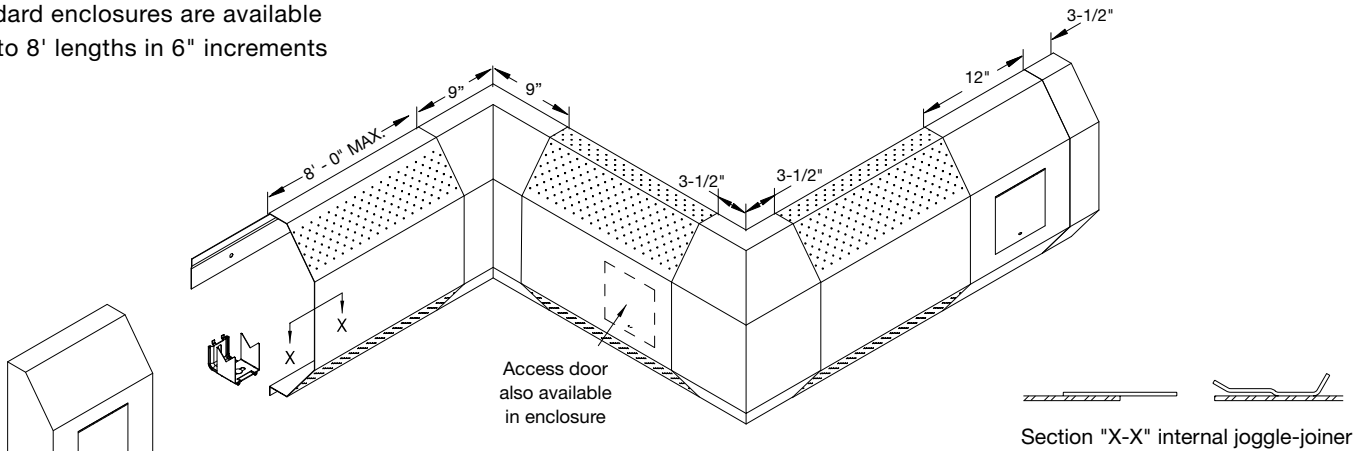 enclosures are available
to 8' lengths in 6" increments
3-1/2"
12"
9”
9”
8' - 0" MAX.
3-1/2"
3-1/2"
X
X
Access door
also available
in enclosure
Section "X-X" internal joggle-joiner